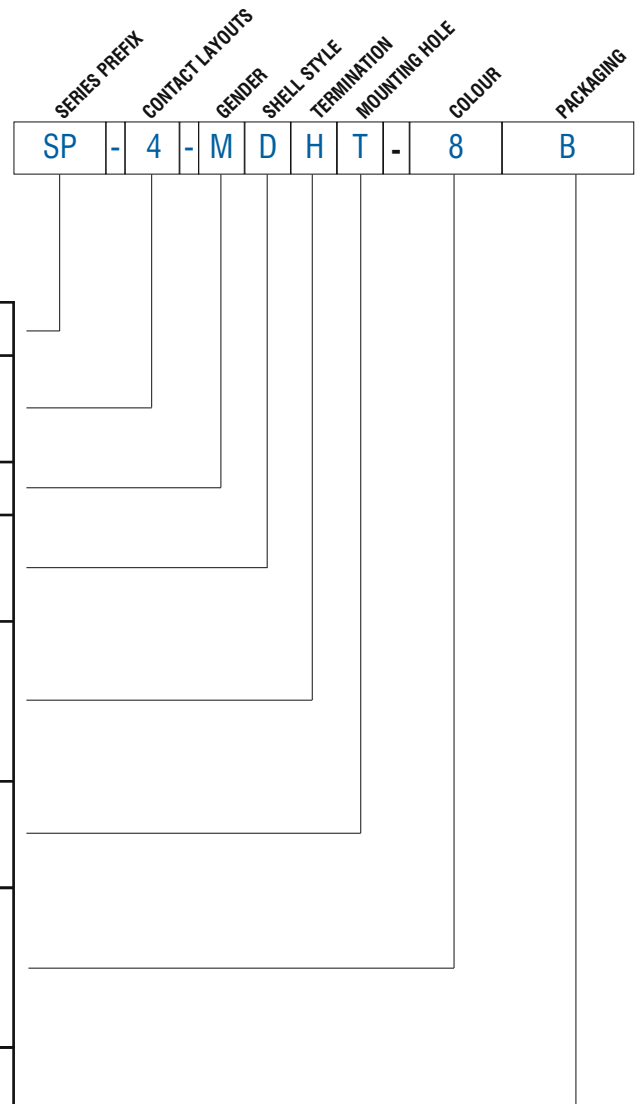 SERIES PREFIX
CONTACT LAYOUTS
GENDER
SHELL STYLE
TERMINATION
MOUNTING HOLE
COLOUR
PACKAGING
SP - 4 - M D H T - 8 B